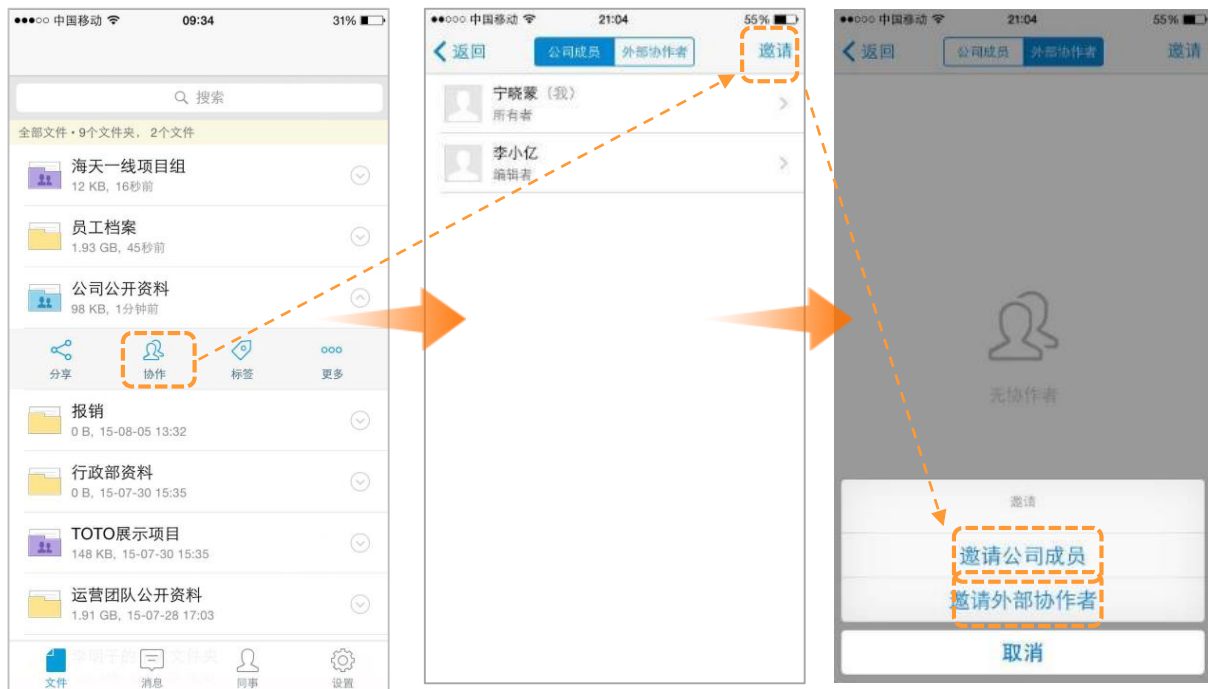 中国移动 09:34 31%
搜索
全部文件•9个文件夹，2个文件
海天一线项目组
12 KB, 16秒前
员工档案
1.93 GB, 45秒前
公司公开资料
98 KB, 1分钟前
分享 协作 标签 更多
报销
0 B, 15-08-05 13:32
行政部资料
0 B, 15-07-30 15:35
TOTO展示项目
148 KB, 15-07-30 15:35
运营团队公开资料
1.91 GB, 15-07-28 17:03
文件 消息 同事 设置
中国移动 21:04 55%
返回 公司成员 外部协作者 邀请
宁晓蒙（我）
所有者
李小亿
编辑者
中国移动 21:04 55%
返回 公司成员 外部协作者 邀请
无协作者
邀请
邀请公司成员
邀请外部协作者
取消